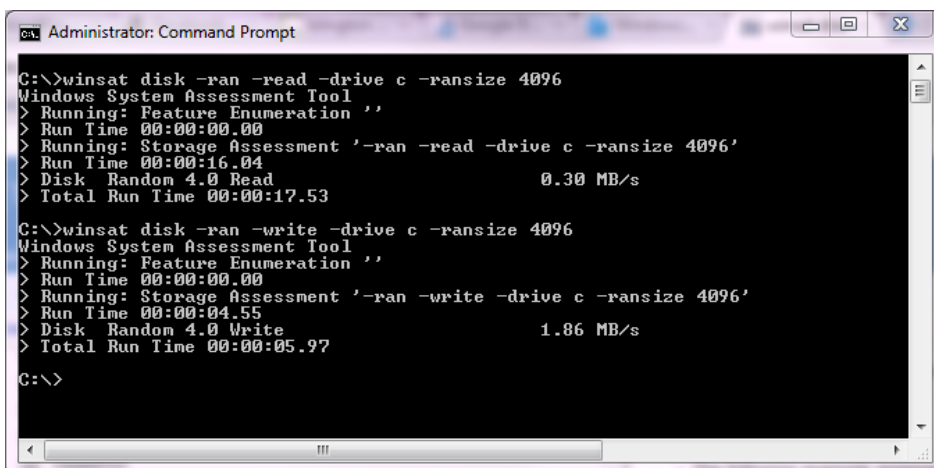 Administrator: Command Prompt
C:\>winsat disk -ran -read -drive c -ransize 4096
Windows System Assessment Tool
> Running: Feature Enumeration ''
> Run Time 00:00:00.00
> Running: Storage Assessment '-ran -read -drive c -ransize 4096'
> Run Time 00:00:16.04
> Disk  Random 4.0 Read                        0.30 MB/s
> Total Run Time 00:00:17.53
C:\>winsat disk -ran -write -drive c -ransize 4096
Windows System Assessment Tool
> Running: Feature Enumeration ''
> Run Time 00:00:00.00
> Running: Storage Assessment '-ran -write -drive c -ransize 4096'
> Run Time 00:00:04.55
> Disk  Random 4.0 Write                       1.86 MB/s
> Total Run Time 00:00:05.97
C:\>